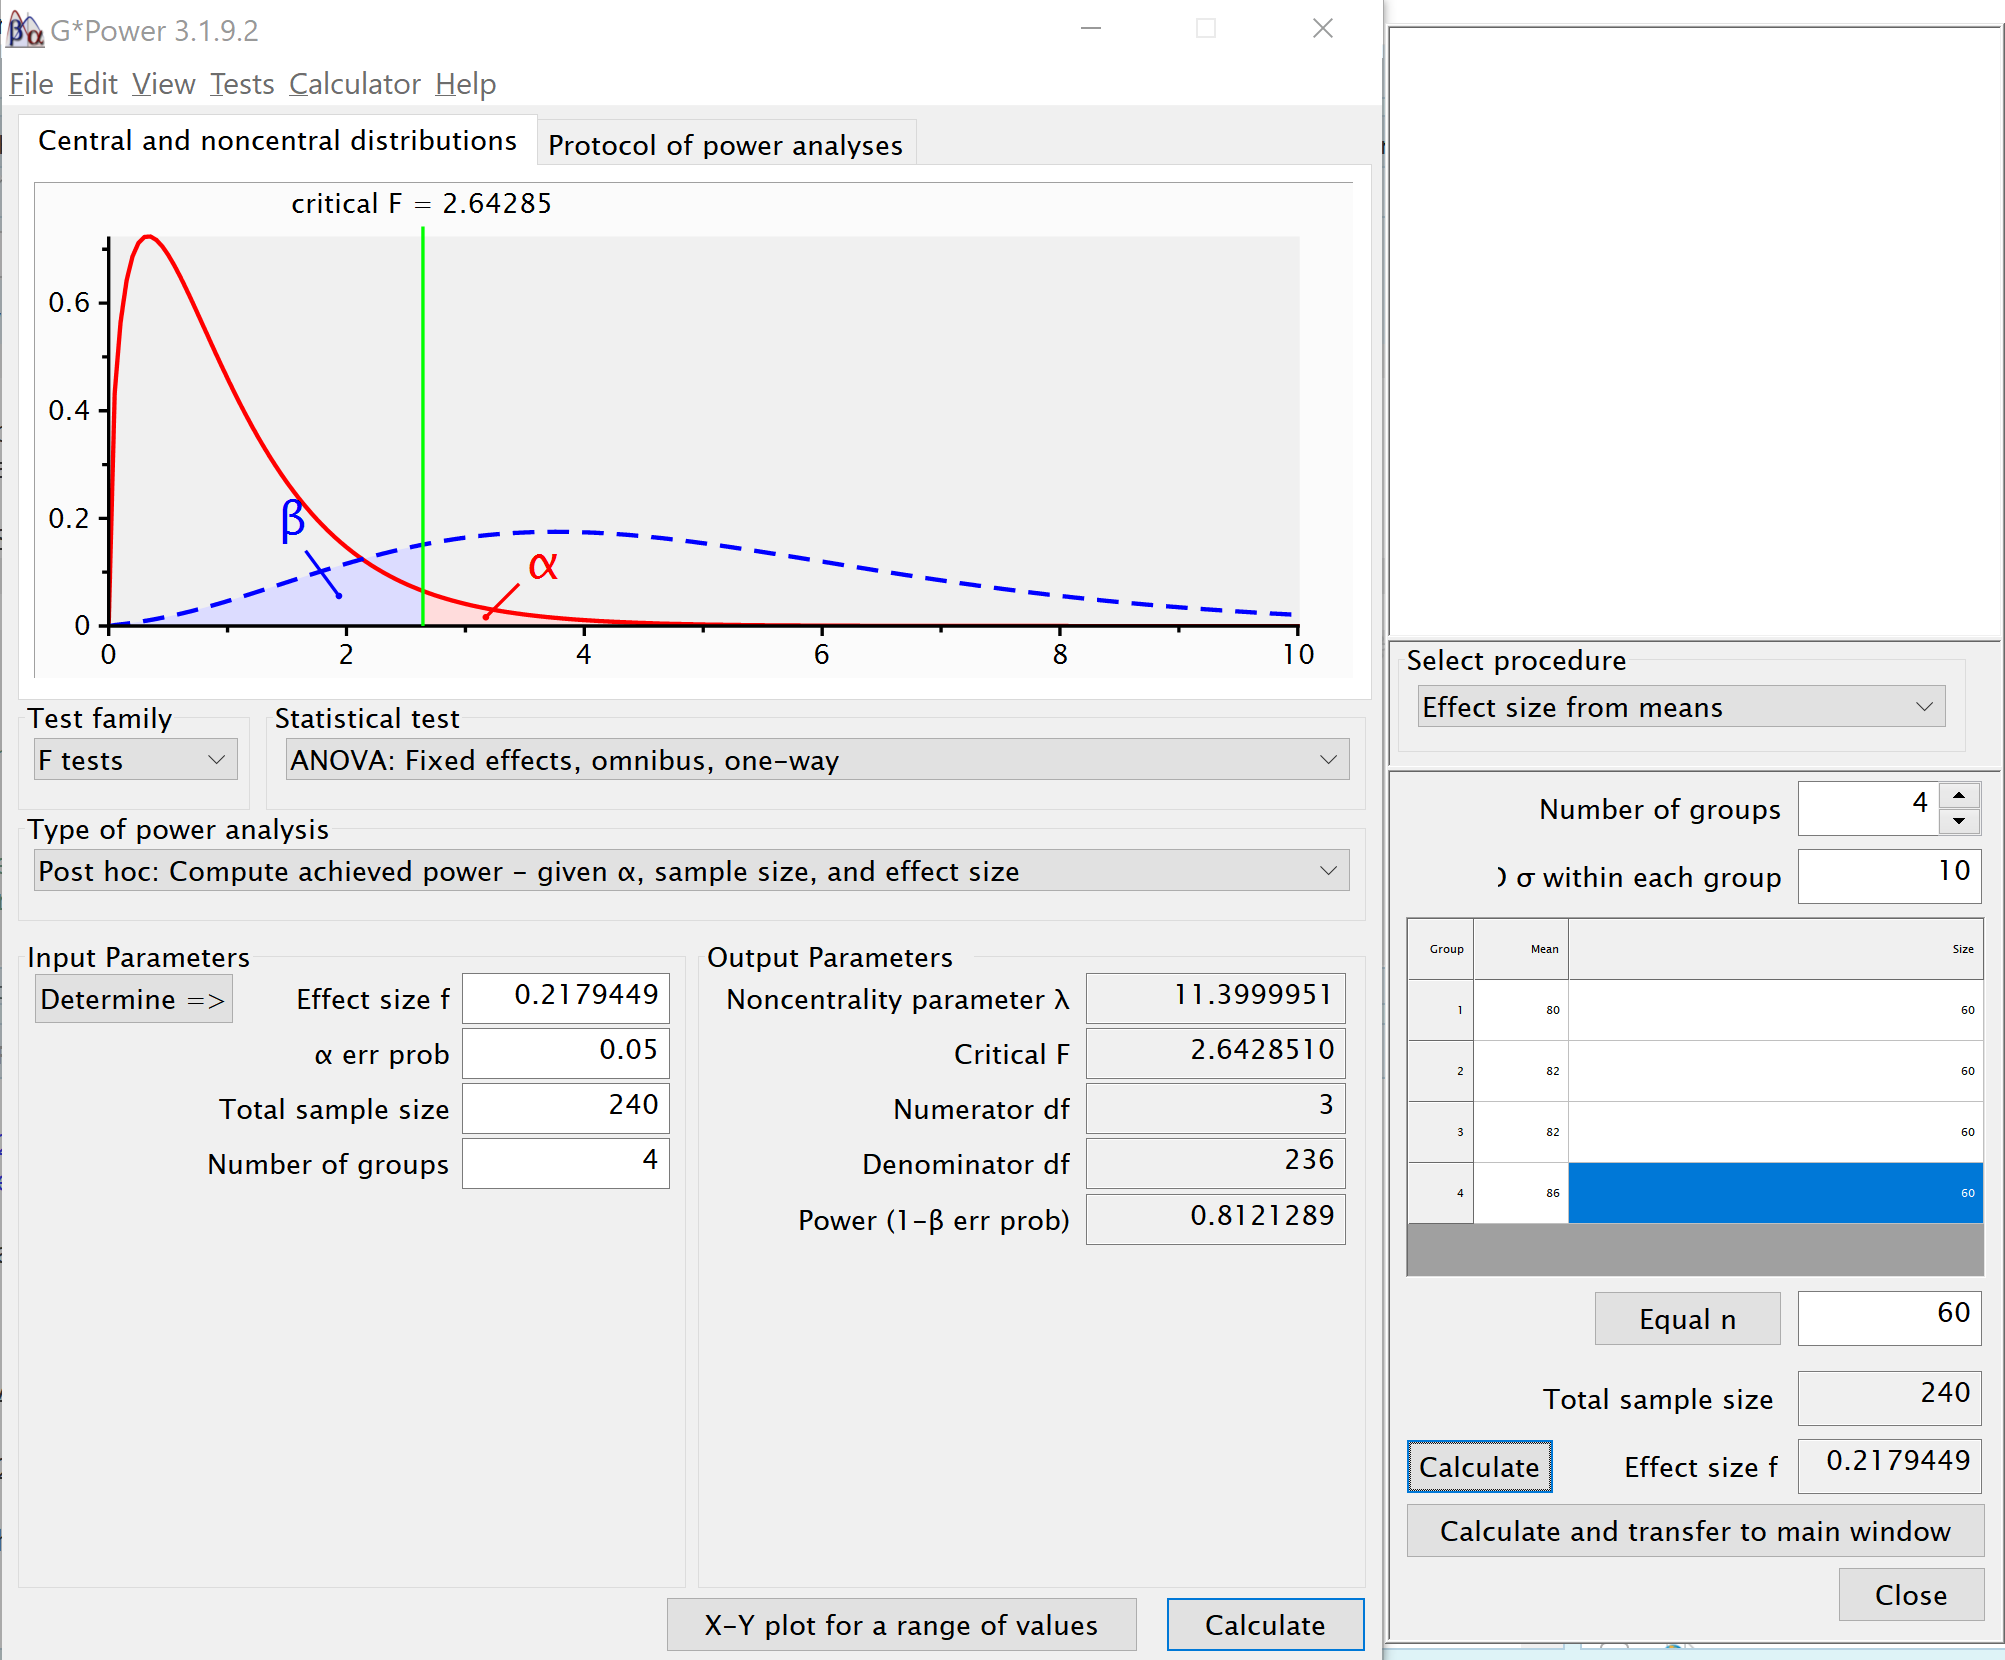 G*Power 3.1.9.2
File Edit View Tests Calculator Help
Central and noncentral distributions
Protocol of power analyses
critical F = 2.64285
0.6
0.4
0.2
0
β
α
0 2 4 6 8 10
Test family
Statistical test
F tests
ANOVA: Fixed effects, omnibus, one-way
Type of power analysis
Post hoc: Compute achieved power - given α, sample size, and effect size
Input Parameters
Determine =>
Effect size f 0.2179449
α err prob 0.05
Total sample size 240
Number of groups 4
Output Parameters
Noncentrality parameter λ 11.3999951
Critical F 2.6428510
Numerator df 3
Denominator df 236
Power (1-β err prob) 0.8121289
X-Y plot for a range of values
Calculate
Select procedure
Effect size from means
Number of groups 4
σ within each group 10
Group Mean Size
1 80 60
2 82 60
3 82 60
4 86 60
Equal n 60
Total sample size 240
Calculate Effect size f 0.2179449
Calculate and transfer to main window
Close